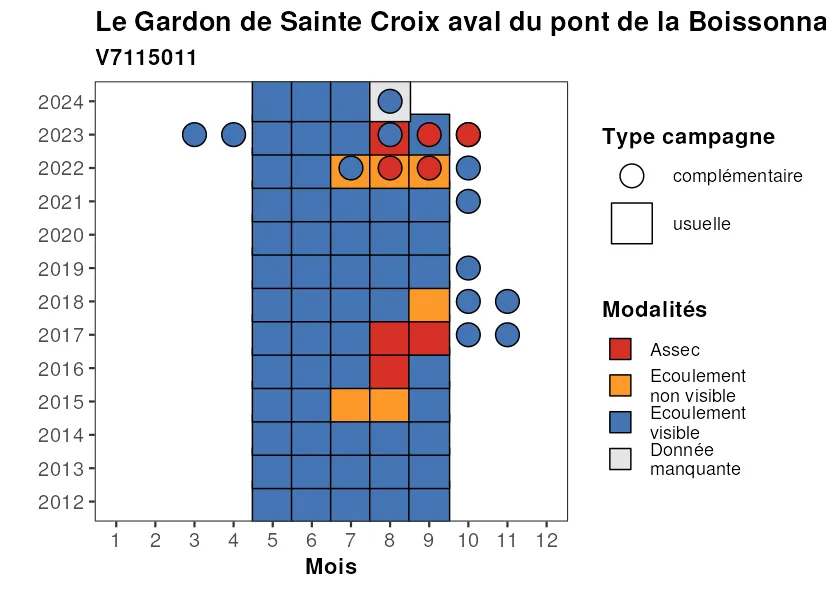 Le Gardon de Sainte Croix aval du pont de la Boissonna
V7115011
2024
2023
2022
2021
2020
2019
2018
2017
2016
2015
2014
2013
2012
1 2 3 4 5 6 7 8 9 10 11 12
Mois
Type campagne
complémentaire
usuelle
Modalités
Assec
Ecoulement
non visible
Ecoulement
visible
Donnée
manquante